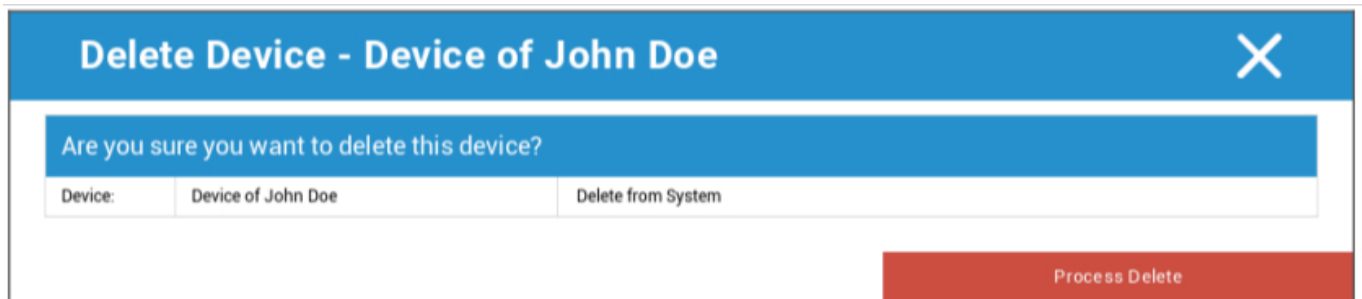 Delete Device - Device of John Doe
Are you sure you want to delete this device?
Device: Device of John Doe Delete from System
Process Delete